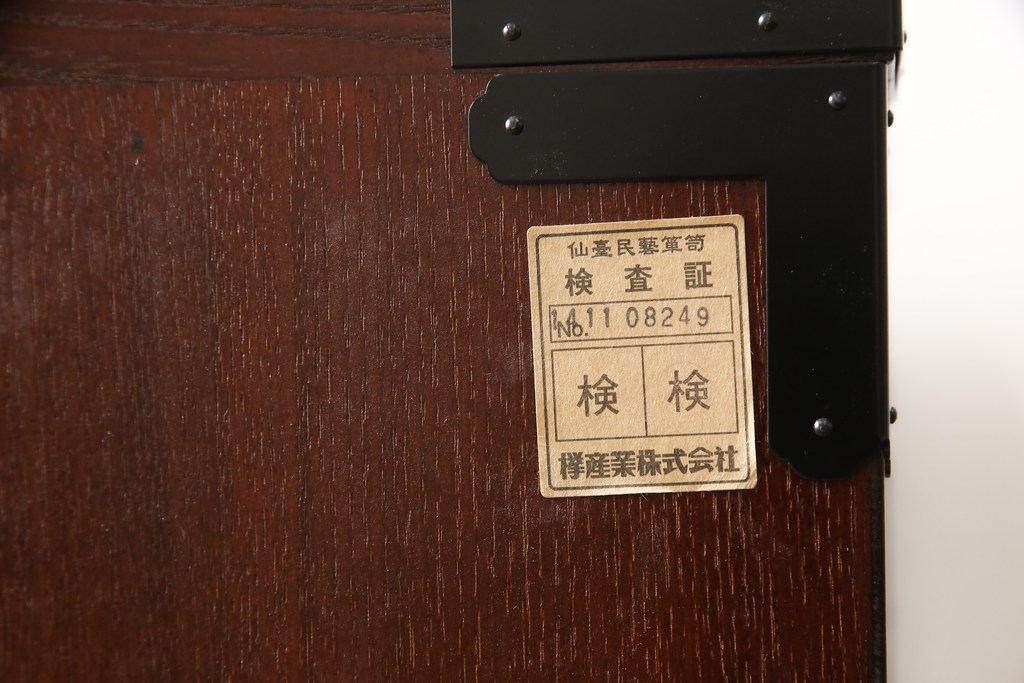 仙臺民藝箪笥
検査証
No. 1411 08249
検 検
欅産業株式会社